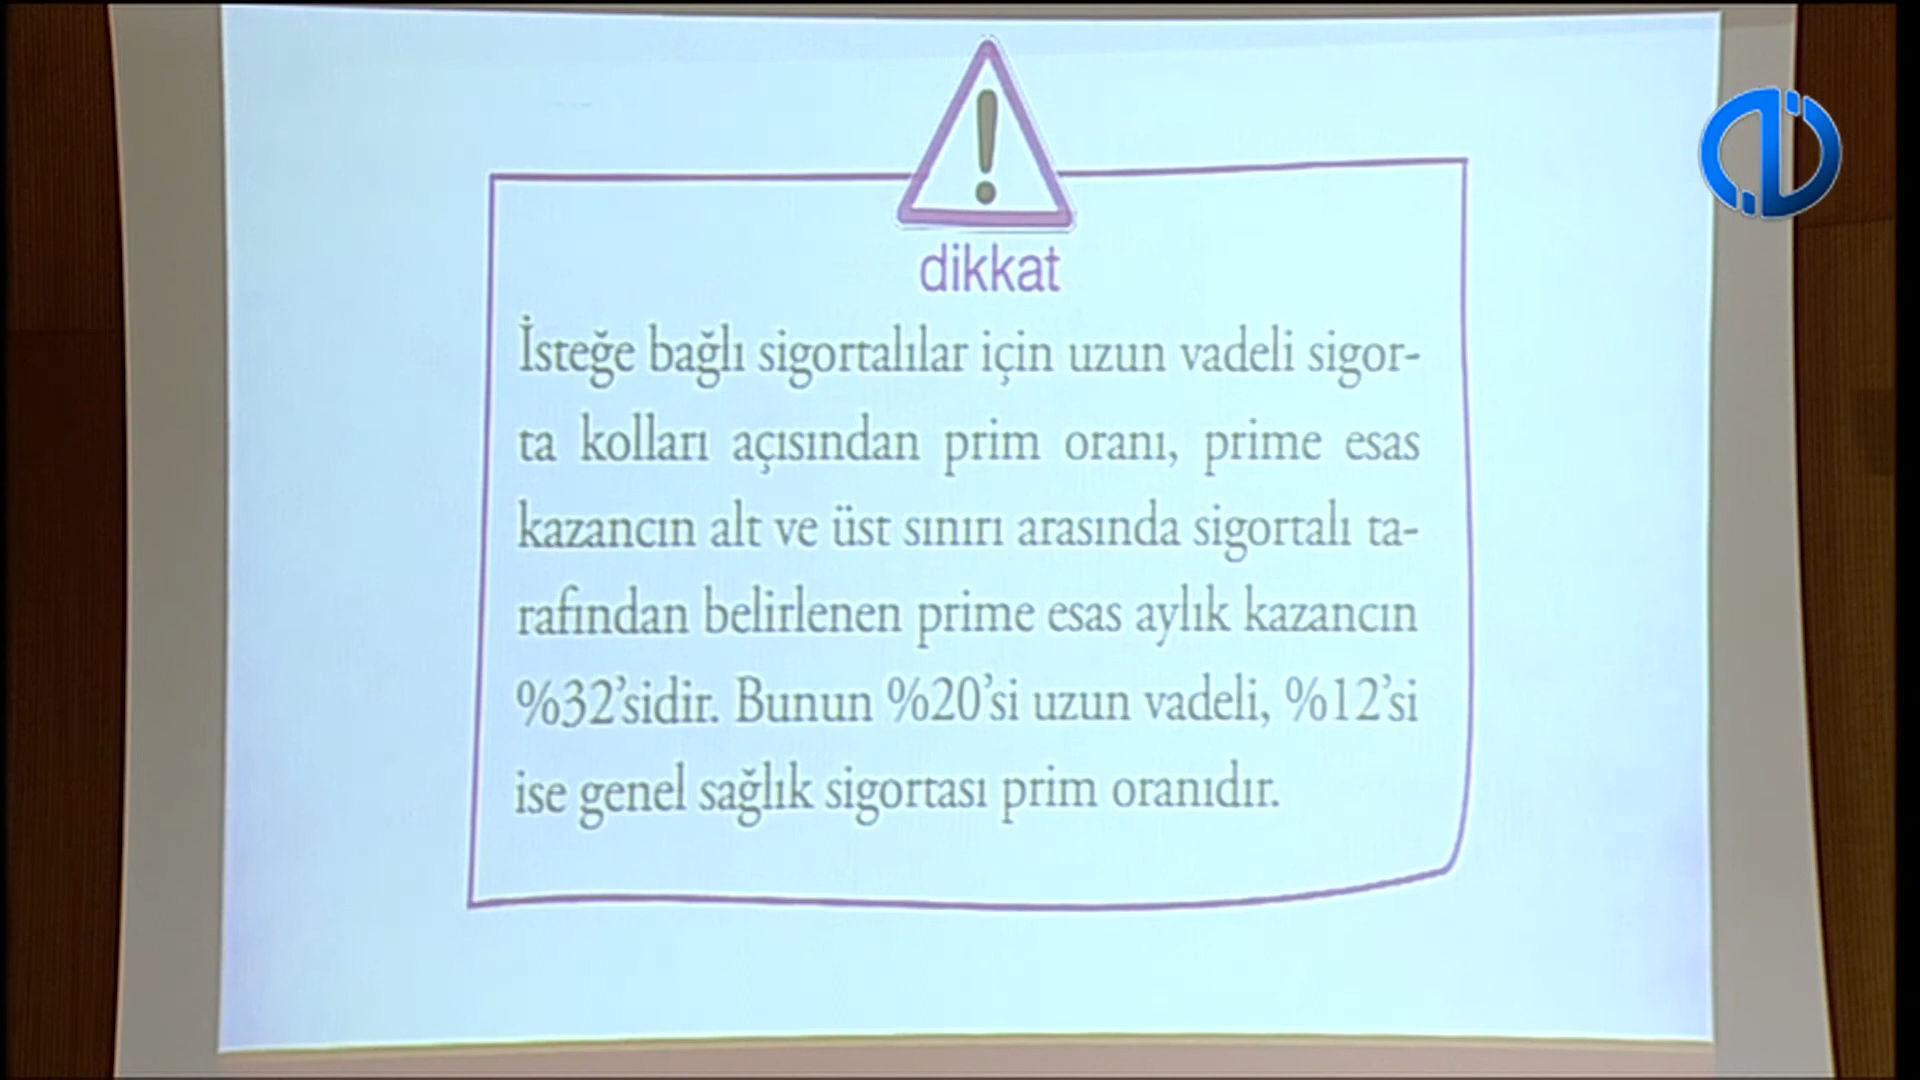 dikkat
İsteğe bağlı sigortalılar için uzun vadeli sigor-
ta kolları açısından prim oranı, prime esas
kazancın alt ve üst sınırı arasında sigortalı ta-
rafından belirlenen prime esas aylık kazancın
%32'sidir. Bunun %20'si uzun vadeli, %12'si
ise genel sağlık sigortası prim oranıdır.